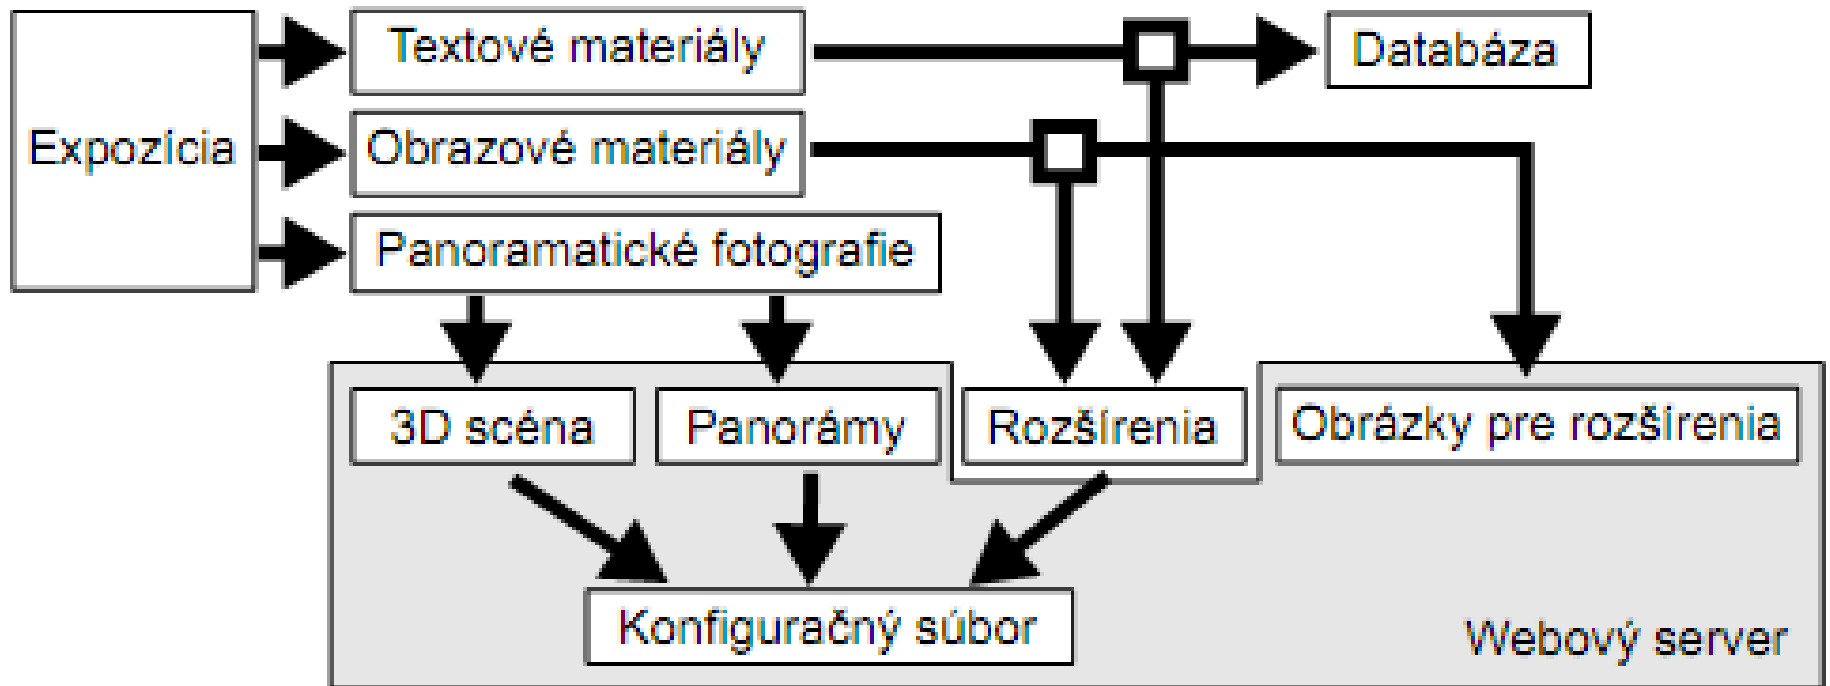 Expozícia
Textové materiály
Databáza
Obrazové materiály
Panoramatické fotografie
3D scéna
Panorámy
Rozšírenia
Obrázky pre rozšírenia
Konfiguračný súbor
Webový server